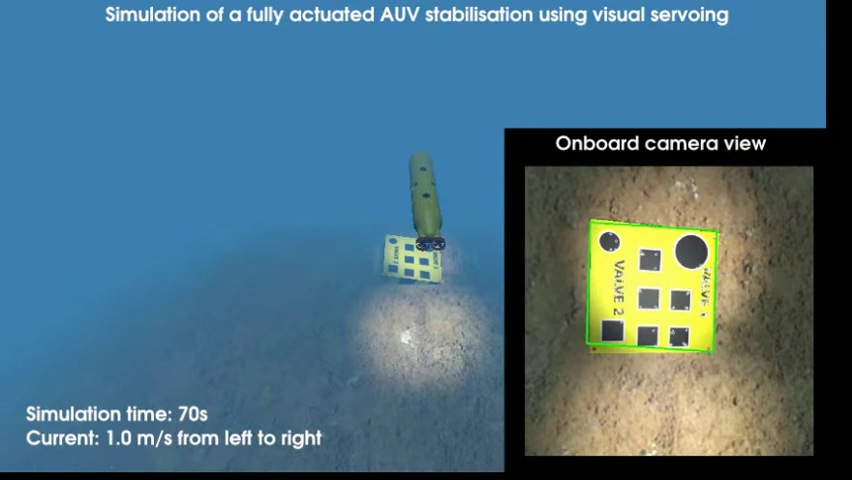 Simulation of a fully actuated AUV stabilisation using visual servoing
Onboard camera view
VALVE 2
VALVE 1
Simulation time: 70s
Current: 1.0 m/s from left to right